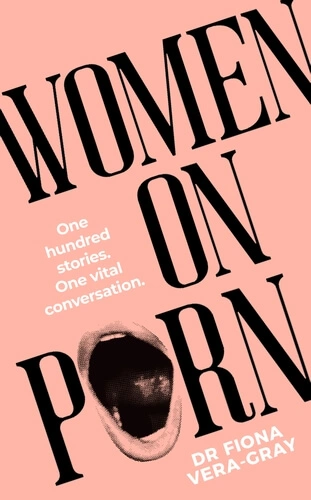 WOMEN
ON
PORN
One
hundred
stories.
One vital
conversation.
DR FIONA
VERA-GRAY